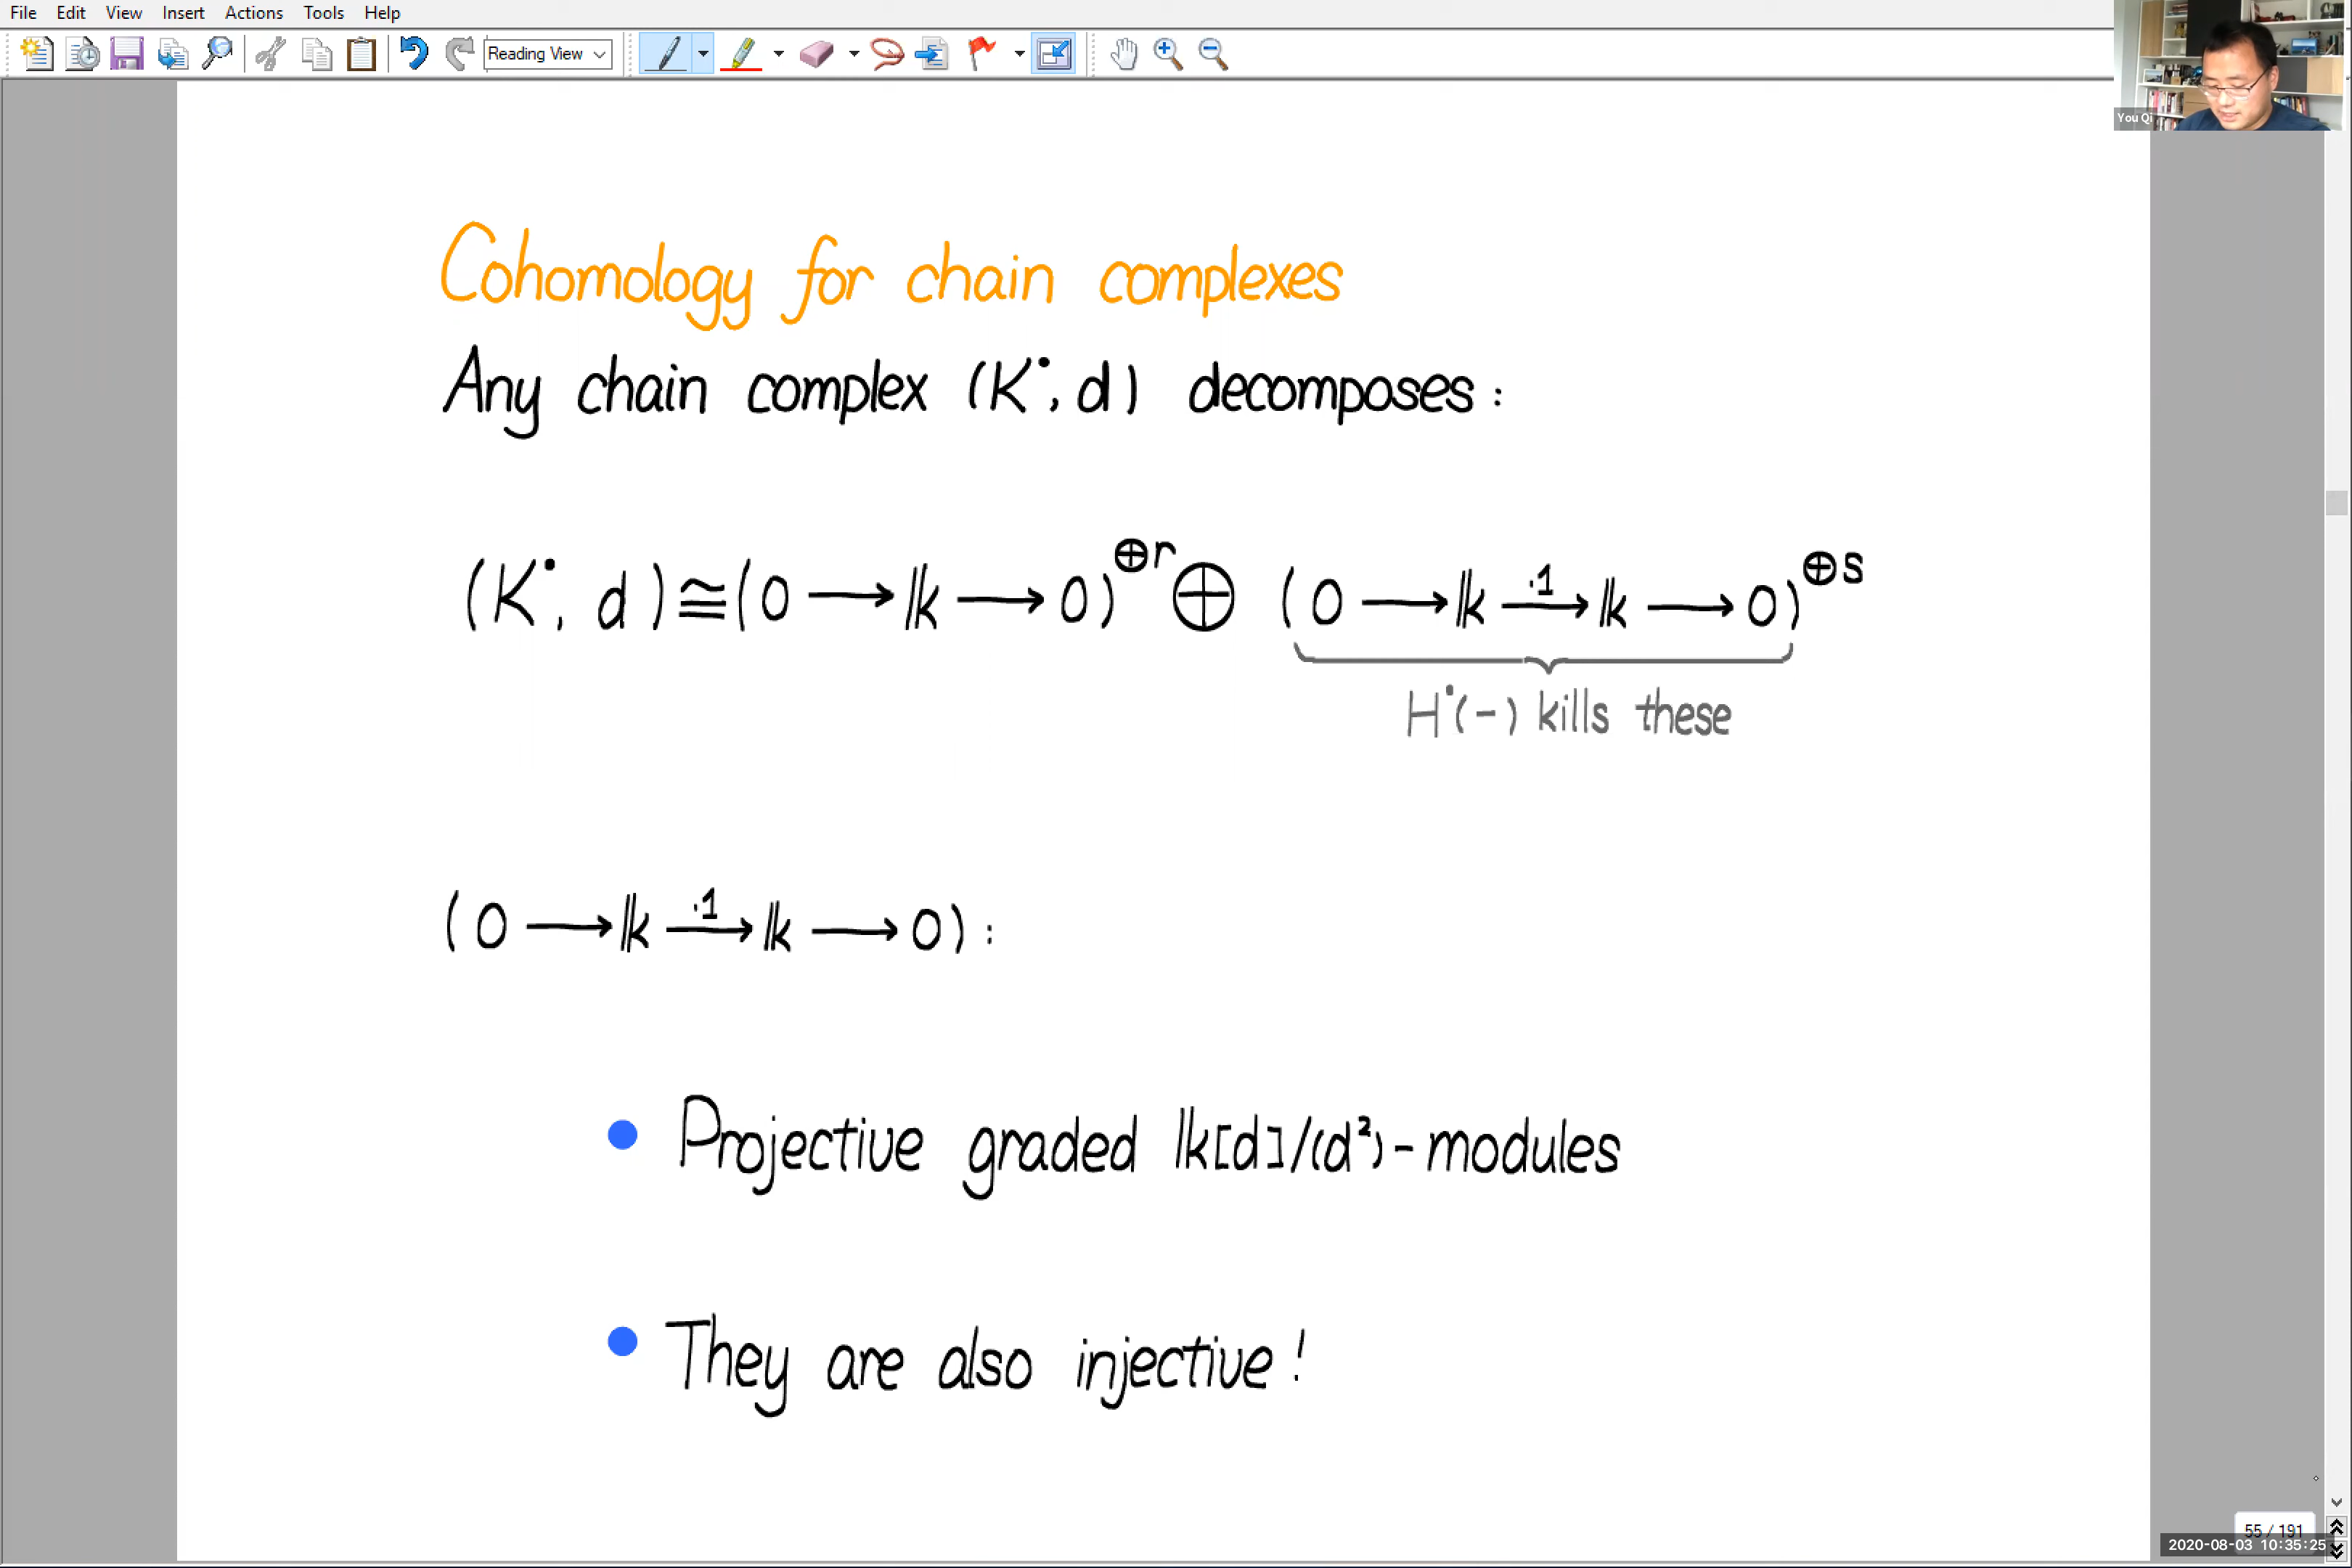 File Edit View Insert Actions Tools Help
Reading View
You Qi
Cohomology for chain complexes
Any chain complex (K•, d) decomposes:
(K•, d) ≅ (0 → 𝕜 → 0)^⊕r ⊕ (0 → 𝕜 —·1→ 𝕜 → 0)^⊕s
H•(-) kills these
(0 → 𝕜 —·1→ 𝕜 → 0):
• Projective graded 𝕜[d]/(d²)-modules
• They are also injective!
55 / 191
2020-08-03 10:35:25